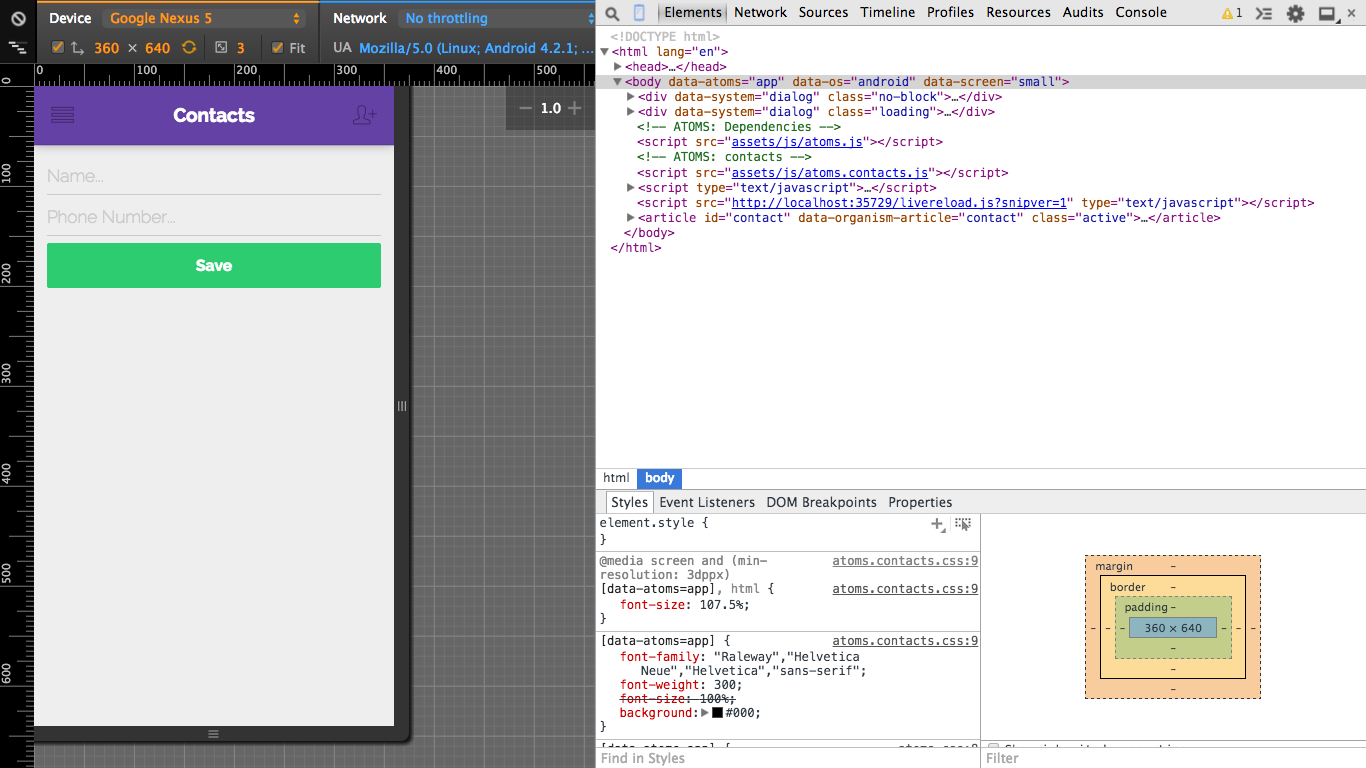 Device Google Nexus 5
Network No throttling
360 × 640 3 Fit
UA Mozilla/5.0 (Linux; Android 4.2.1; ...
0 100 200 300 400 500
0
100
200
300
400
500
600
1.0
Contacts
Name...
Phone Number...
Save
Elements Network Sources Timeline Profiles Resources Audits Console 1
<!DOCTYPE html>
<html lang="en">
<head>…</head>
<body data-atoms="app" data-os="android" data-screen="small">
<div data-system="dialog" class="no-block">…</div>
<div data-system="dialog" class="loading">…</div>
<!-- ATOMS: Dependencies -->
<script src="assets/js/atoms.js"></script>
<!-- ATOMS: contacts -->
<script src="assets/js/atoms.contacts.js"></script>
<script type="text/javascript">…</script>
<script src="http://localhost:35729/livereload.js?snipver=1" type="text/javascript"></script>
<article id="contact" data-organism-article="contact" class="active">…</article>
</body>
</html>
html body
Styles Event Listeners DOM Breakpoints Properties
element.style {
}
@media screen and (min- atoms.contacts.css:9
resolution: 3dppx)
[data-atoms=app], html { atoms.contacts.css:9
font-size: 107.5%;
}
[data-atoms=app] { atoms.contacts.css:9
font-family: "Raleway","Helvetica
Neue","Helvetica","sans-serif";
font-weight: 300;
font-size: 100%;
background: #000;
}
Find in Styles
margin -
border -
padding -
- - - 360 × 640 - - -
-
-
-
Filter